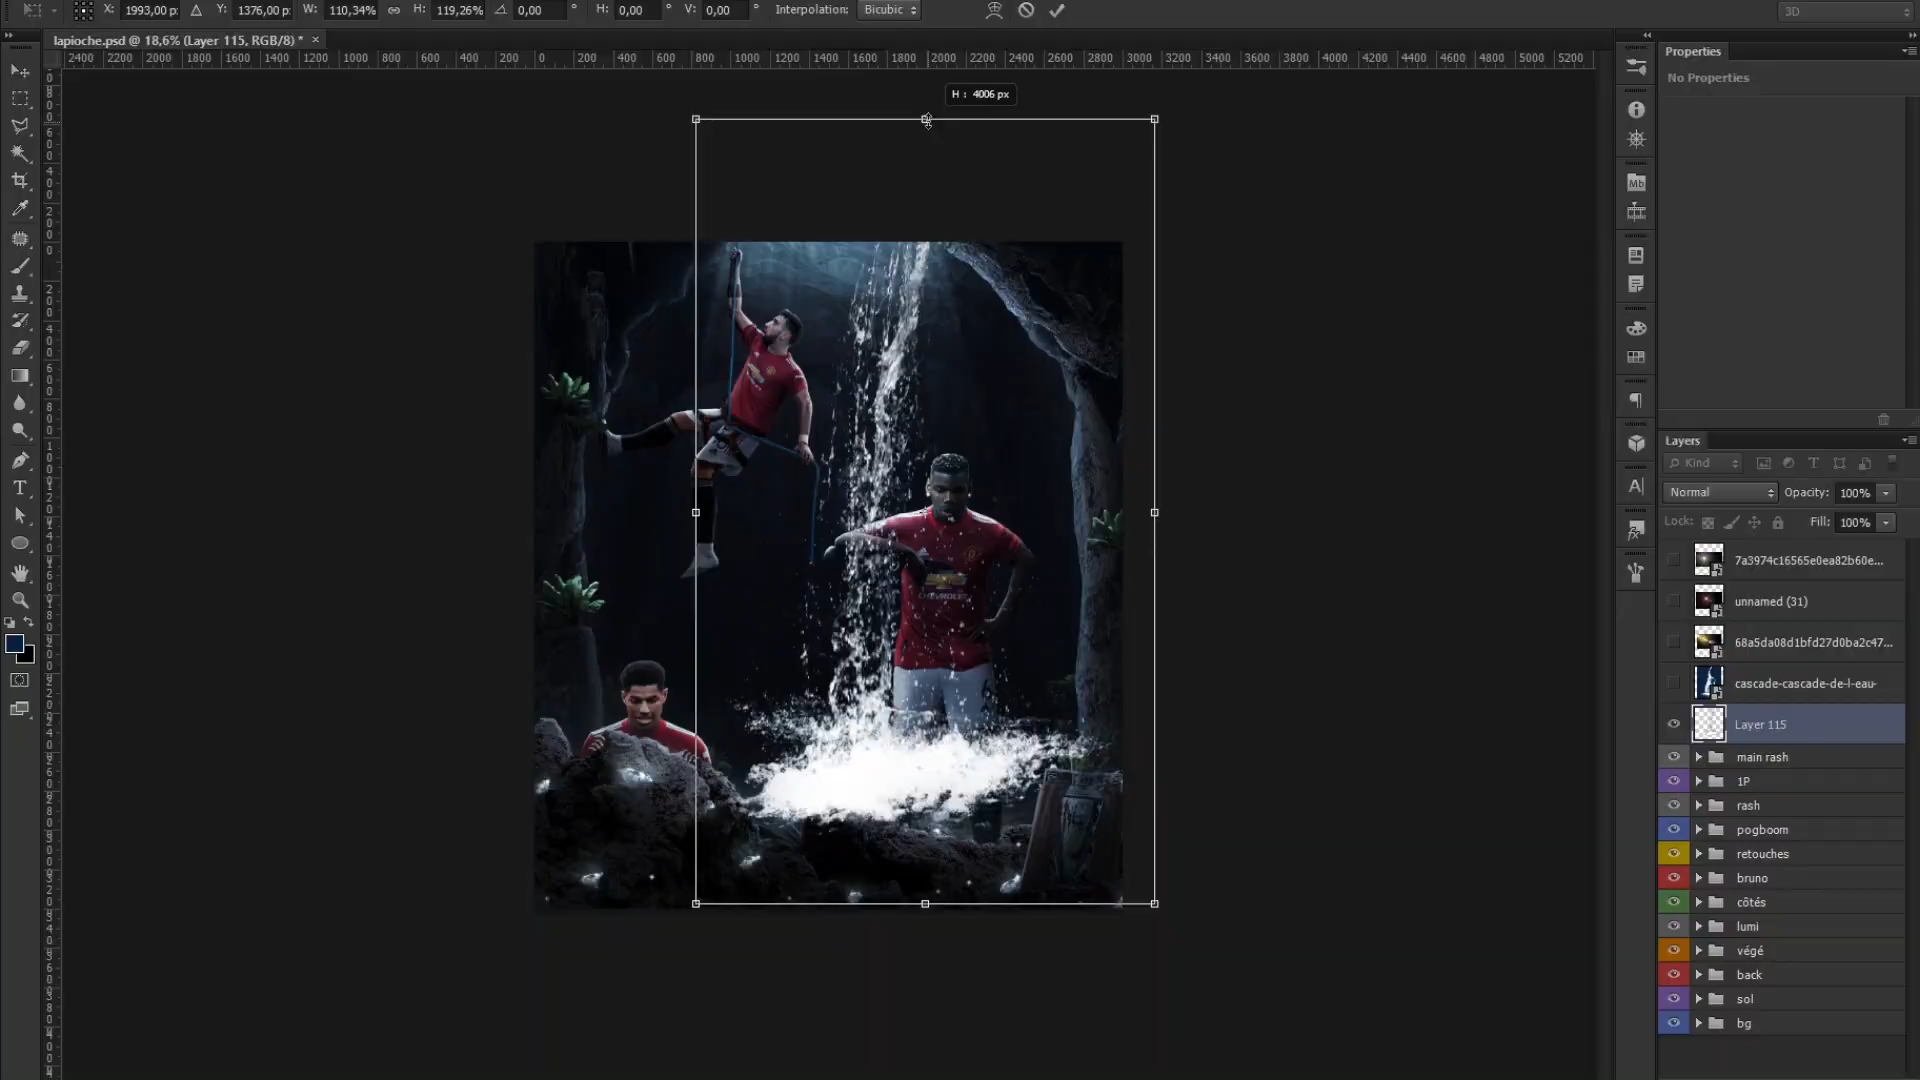 X: 1993,00 p: Y: 1376,00 p: W: 110,34% H: 119,26% 0,00 ° H: 0,00 ° V: 0,00 ° Interpolation: Bicubic 3D
lapioche.psd @ 18,6% (Layer 115, RGB/8) * ×
2400 2200 2000 1800 1600 1400 1200 1000 800 600 400 200 0 200 400 600 800 1000 1200 1400 1600 1800 2000 2200 2400 2600 2800 3000 3200 3400 3600 3800 4000 4200 4400 4600 4800 5000 5200
Properties
No Properties
H : 4006 px
Mb
CHEVROLET
Layers
Kind
Normal Opacity: 100%
Lock: Fill: 100%
7a3974c16565e0ea82b60e...
unnamed (31)
68a5da08d1bfd27d0ba2c47...
cascade-cascade-de-l-eau-
Layer 115
main rash
1P
rash
pogboom
retouches
bruno
côtés
lumi
végé
back
sol
bg